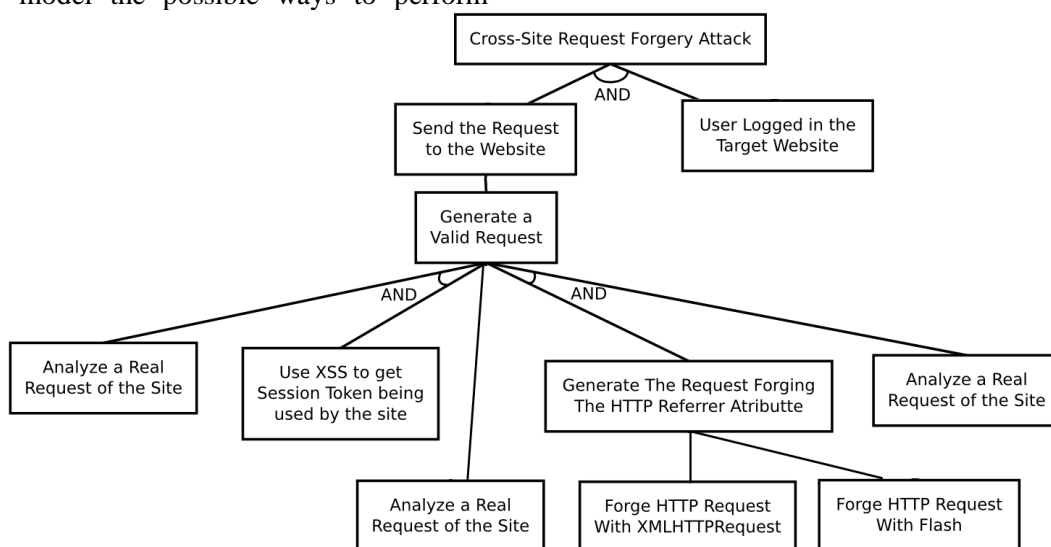 model the possible ways to perform
Cross-Site Request Forgery Attack
AND
Send the Request
to the Website
User Logged in the
Target Website
Generate a
Valid Request
AND
AND
Analyze a Real
Request of the Site
Use XSS to get
Session Token being
used by the site
Generate The Request Forging
The HTTP Referrer Atributte
Analyze a Real
Request of the Site
Analyze a Real
Request of the Site
Forge HTTP Request
With XMLHTTPRequest
Forge HTTP Request
With Flash